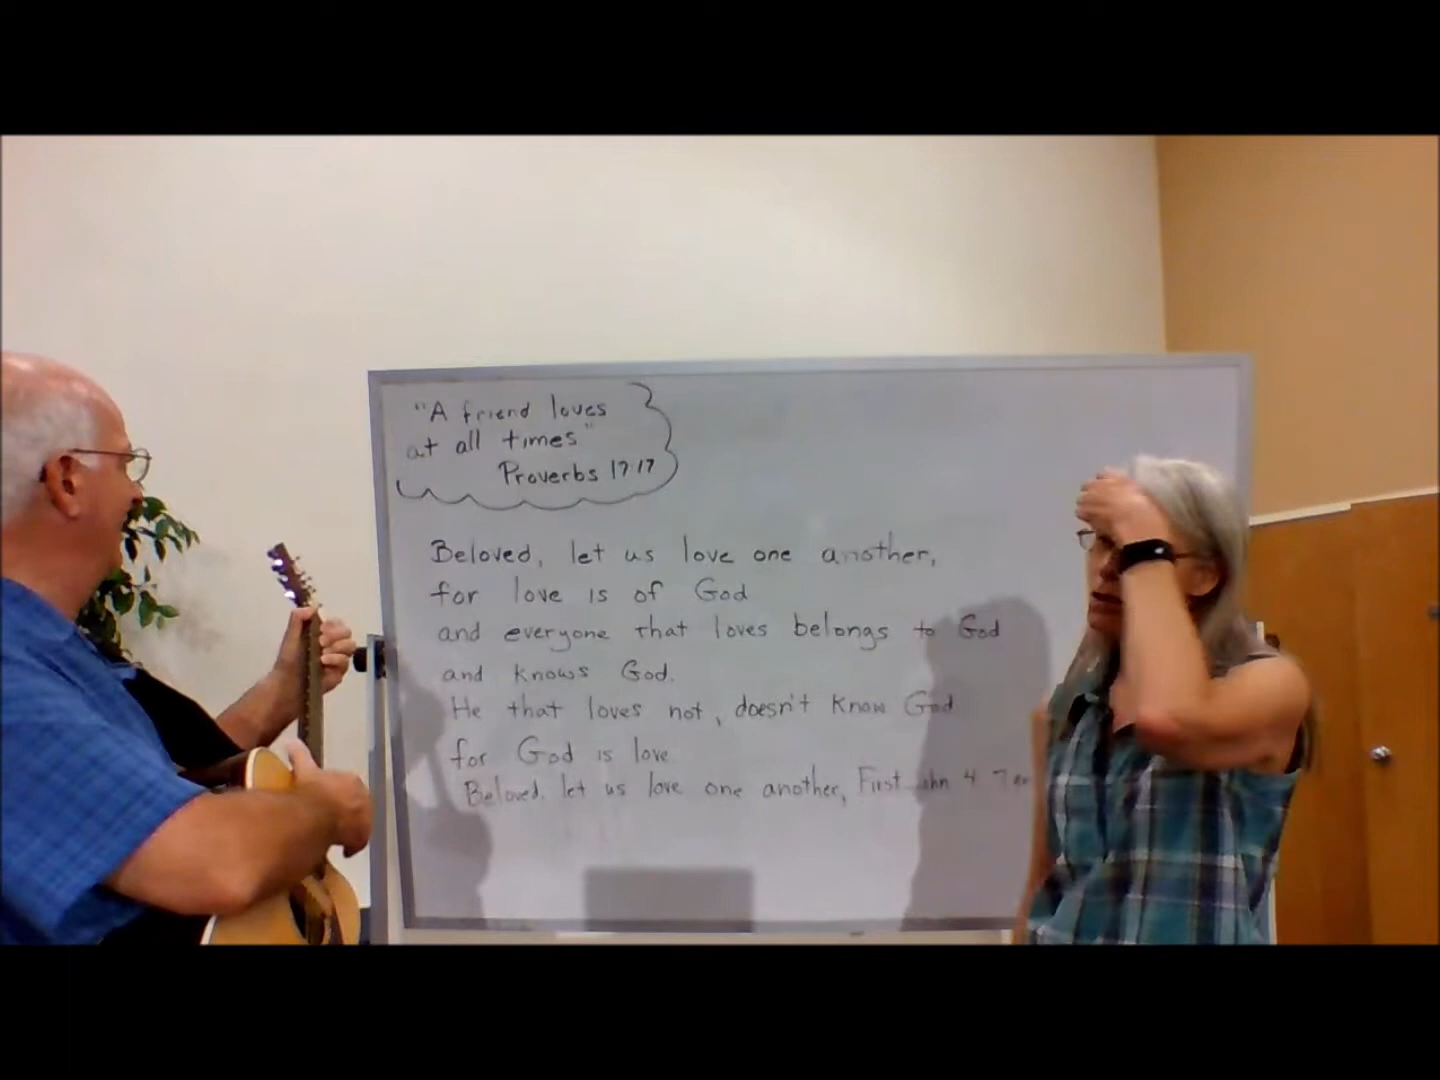 "A friend loves
at all times"
Proverbs 17:17
Beloved, let us love one another,
for love is of God
and everyone that loves belongs to God
and knows God.
He that loves not, doesn't know God
for God is love
Beloved, let us love one another, First 4 7